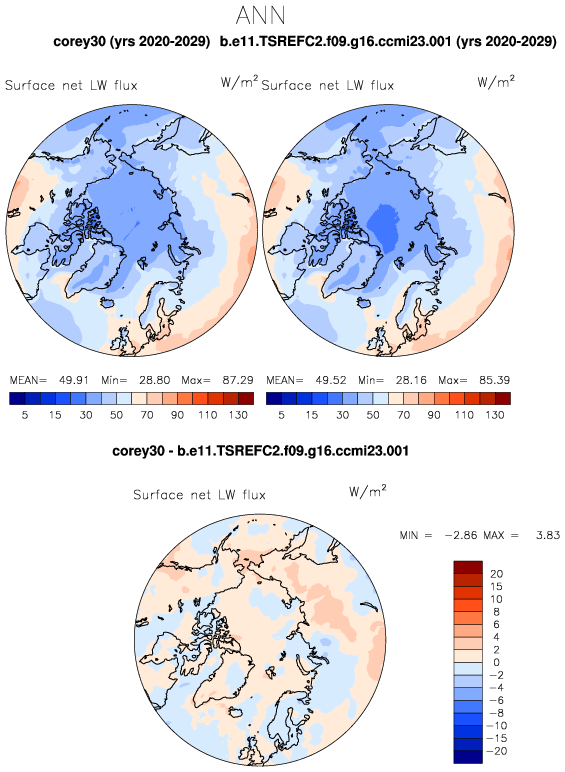 ANN
corey30 (yrs 2020-2029) b.e11.TSREFC2.f09.g16.ccmi23.001 (yrs 2020-2029)
Surface net LW flux W/m² Surface net LW flux W/m²
MEAN= 49.91 Min= 28.80 Max= 87.29 MEAN= 49.52 Min= 28.16 Max= 85.39
5 30 50 90 110 130 5 30 50 90 110 130
15 60 70 15 60 70
corey30 - b.e11.TSREFC2.f09.g16.ccmi23.001
Surface net LW flux W/m²
MIN = -2.86 MAX = 3.83
20
15
10
8
6
4
2
0
-2
-4
-6
-8
-10
-15
-20